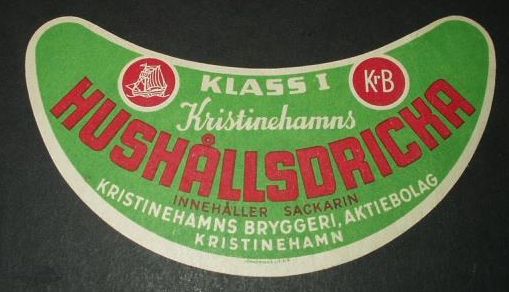 KLASS I
KrB
Kristinehamns
HUSHÅLLSDRICKA
INNEHÅLLER SACKARIN
KRISTINEHAMNS BRYGGERI, AKTIEBOLAG
KRISTINEHAMN